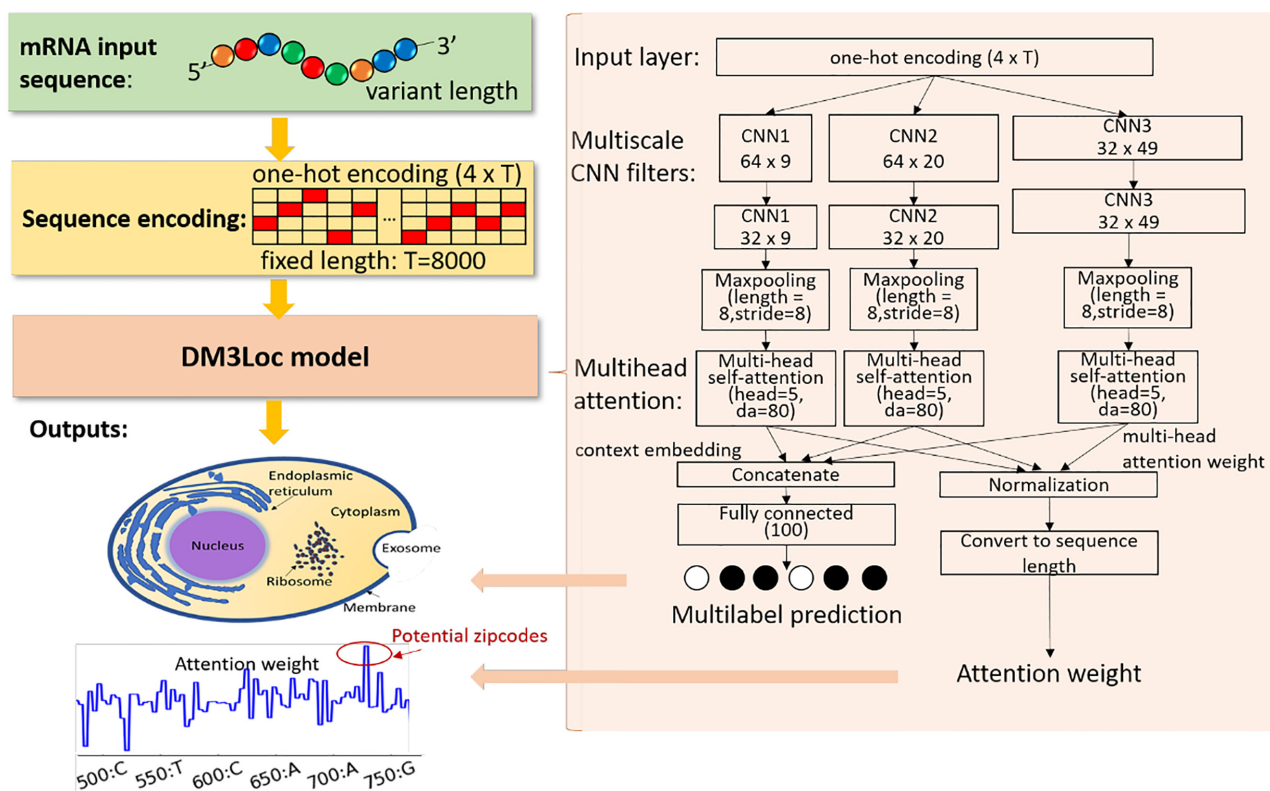 mRNA input
sequence:
5’
3’
variant length
one-hot encoding (4 x T)
Sequence encoding:
...
fixed length: T=8000
DM3Loc model
Outputs:
Endoplasmic
reticulum
Cytoplasm
Nucleus
Exosome
Ribosome
Membrane
Potential zipcodes
Attention weight
500:C 550:T 600:C 650:A 700:A 750:G
Input layer:
one-hot encoding (4 x T)
Multiscale
CNN filters:
CNN1
64 x 9
CNN2
64 x 20
CNN3
32 x 49
CNN1
32 x 9
CNN2
32 x 20
CNN3
32 x 49
Maxpooling
(length =
8,stride=8)
Maxpooling
(length =
8,stride=8)
Maxpooling
(length =
8,stride=8)
Multihead
attention:
Multi-head
self-attention
(head=5,
da=80)
Multi-head
self-attention
(head=5,
da=80)
Multi-head
self-attention
(head=5,
da=80)
context embedding
multi-head
attention weight
Concatenate
Normalization
Fully connected
(100)
Convert to sequence
length
Multilabel prediction
Attention weight